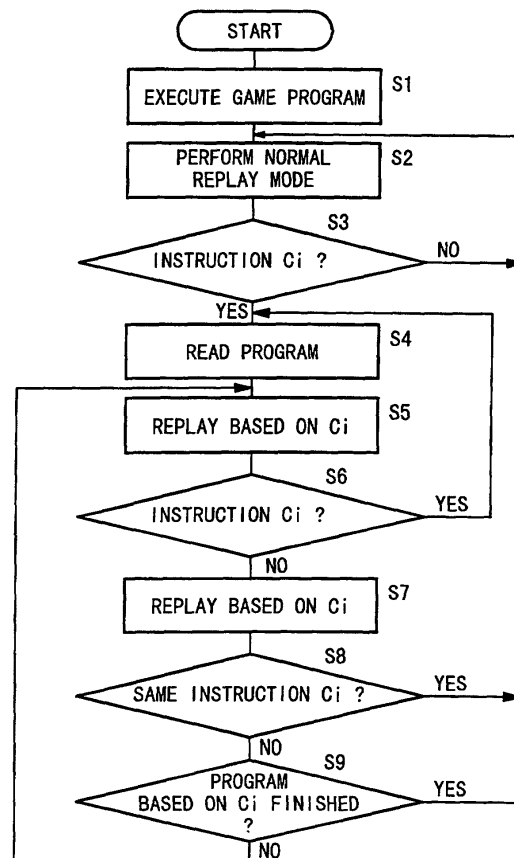 START
EXECUTE GAME PROGRAM
S1
PERFORM NORMAL
REPLAY MODE
S2
S3
INSTRUCTION Ci ?
NO
YES
READ PROGRAM
S4
REPLAY BASED ON Ci
S5
S6
INSTRUCTION Ci ?
YES
NO
REPLAY BASED ON Ci
S7
S8
SAME INSTRUCTION Ci ?
YES
NO
S9
PROGRAM
BASED ON Ci FINISHED
?
YES
NO